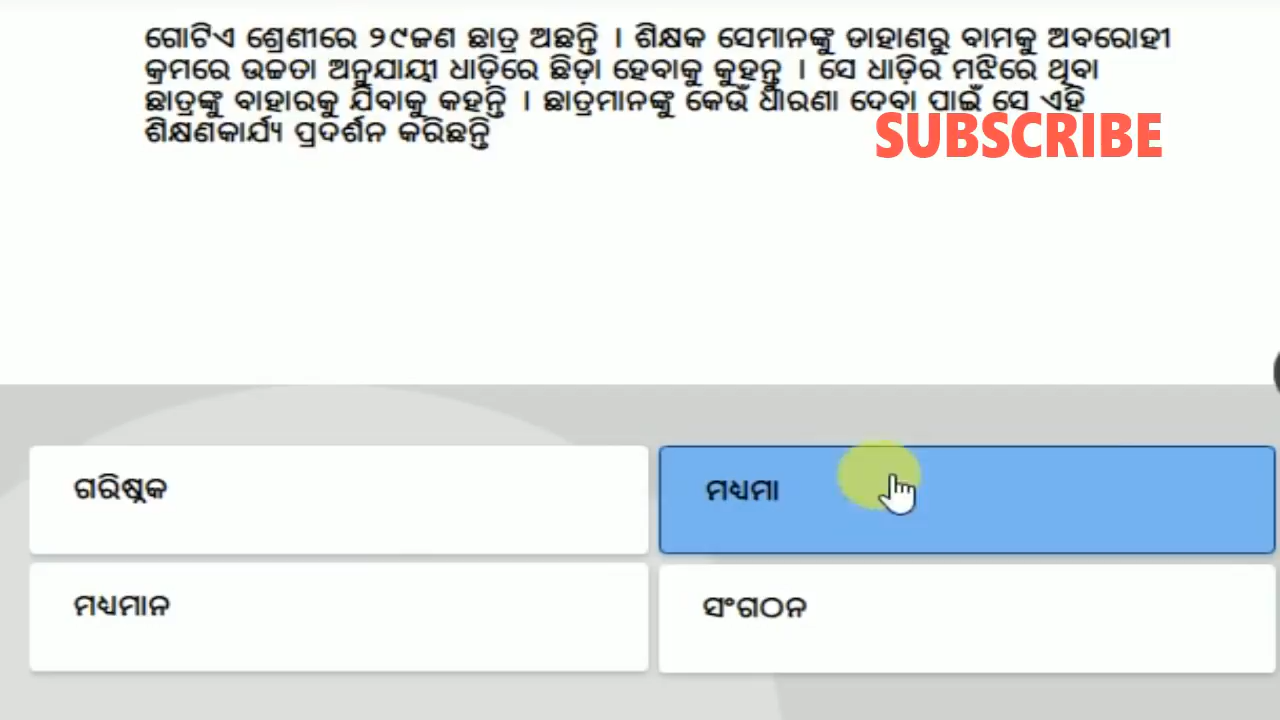 ଗୋଟିଏ ଶ୍ରେଣୀରେ ୨୯ଜଣ ଛାତ୍ର ଅଛନ୍ତି । ଶିକ୍ଷକ ସେମାନଙ୍କୁ ଡାହାଣରୁ ବାମକୁ ଅବରୋହୀ
କ୍ରମରେ ଉଚ୍ଚତା ଅନୁଯାୟୀ ଧାଡ଼ିରେ ଛିଡ଼ା ହେବାକୁ କୁହନ୍ତୁ । ସେ ଧାଡ଼ିର ମଝିରେ ଥିବା
ଛାତ୍ରଙ୍କୁ ବାହାରକୁ ଯିବାକୁ କହନ୍ତି । ଛାତ୍ରମାନଙ୍କୁ କେଉଁ ଧାରଣା ଦେବା ପାଇଁ ସେ ଏହି
ଶିକ୍ଷଣକାର୍ଯ୍ୟ ପ୍ରଦର୍ଶନ କରିଛନ୍ତି
SUBSCRIBE
ଗରିଷ୍ଠକ
ମଧ୍ୟମା
ମଧ୍ୟମାନ
ସଂଗଠନ